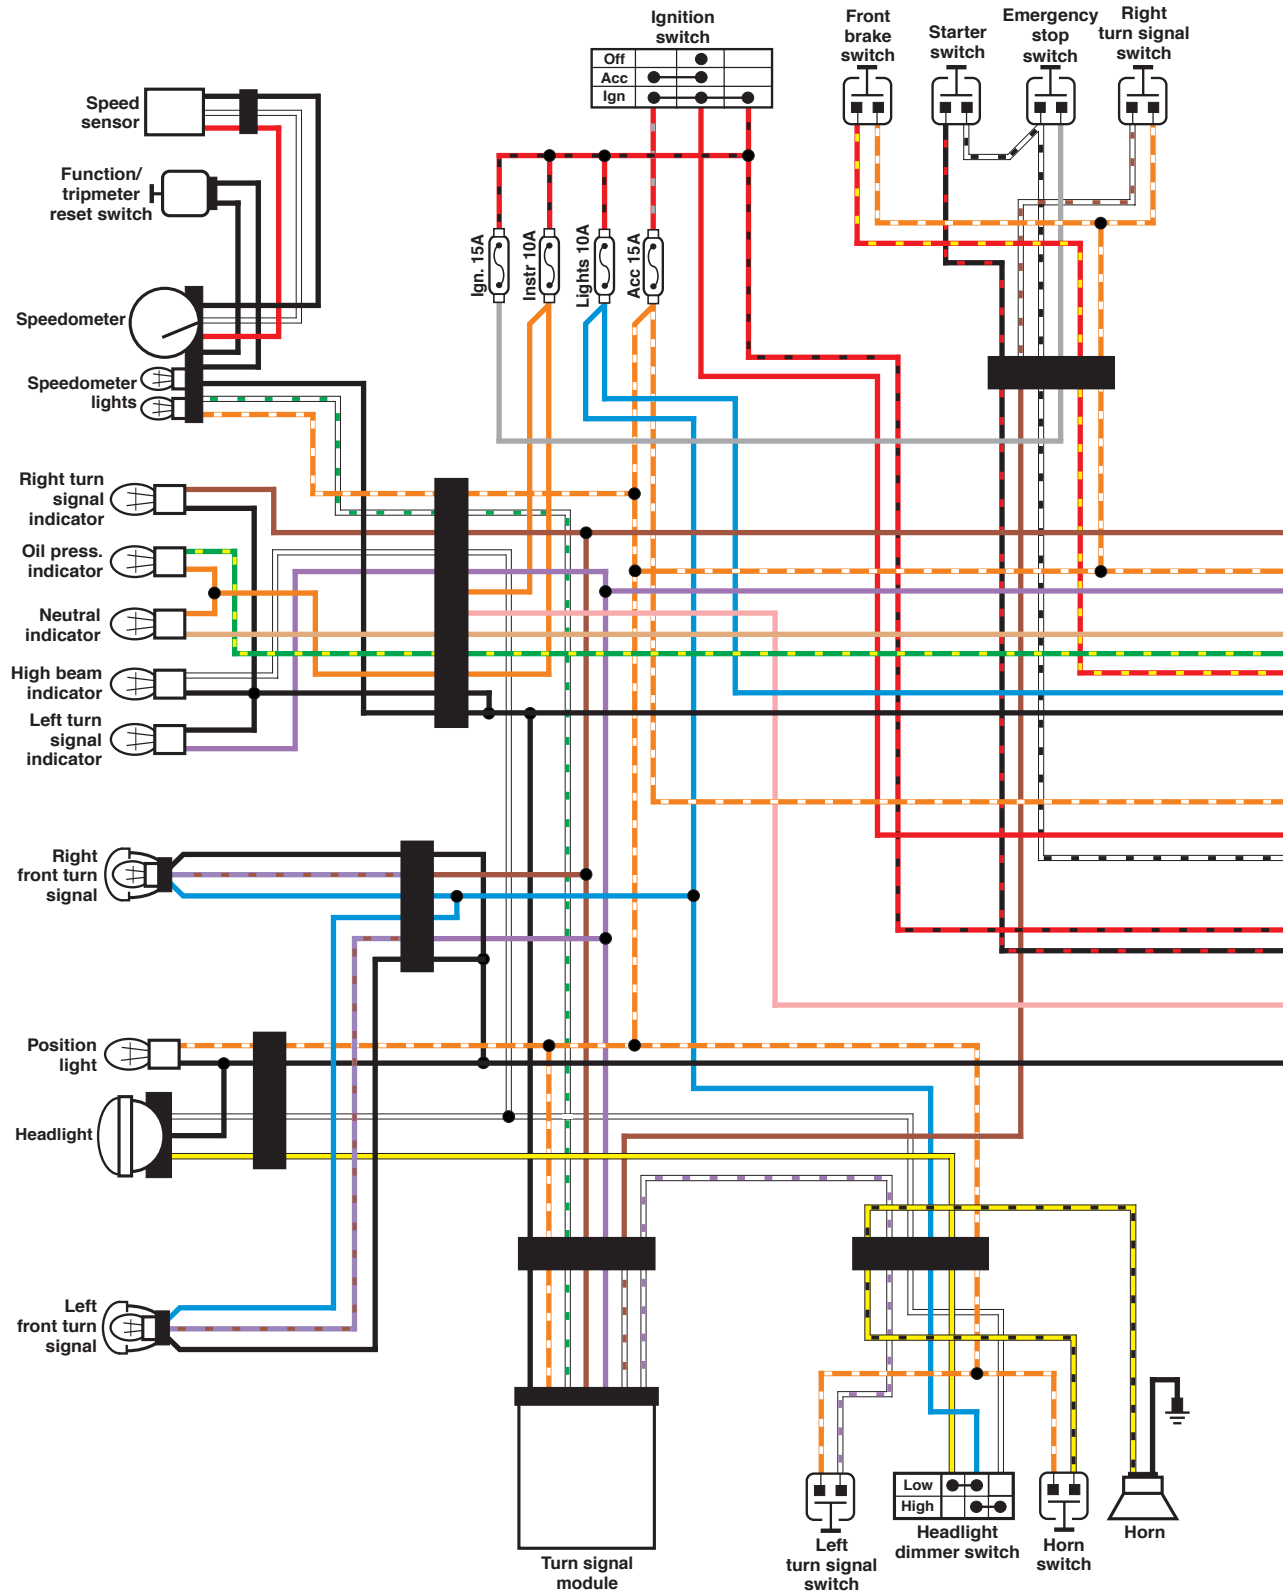 Ignition
switch
Off
Acc
Ign
Front
brake
switch
Starter
switch
Emergency
stop
switch
Right
turn signal
switch
Speed
sensor
Function/
tripmeter
reset switch
Ign. 15A
Instr 10A
Lights 10A
Acc 15A
Speedometer
Speedometer
lights
Right turn
signal
indicator
Oil press.
indicator
Neutral
indicator
High beam
indicator
Left turn
signal
indicator
Right
front turn
signal
Position
light
Headlight
Left
front turn
signal
Turn signal
module
Left
turn signal
switch
Low
High
Headlight
dimmer switch
Horn
switch
Horn